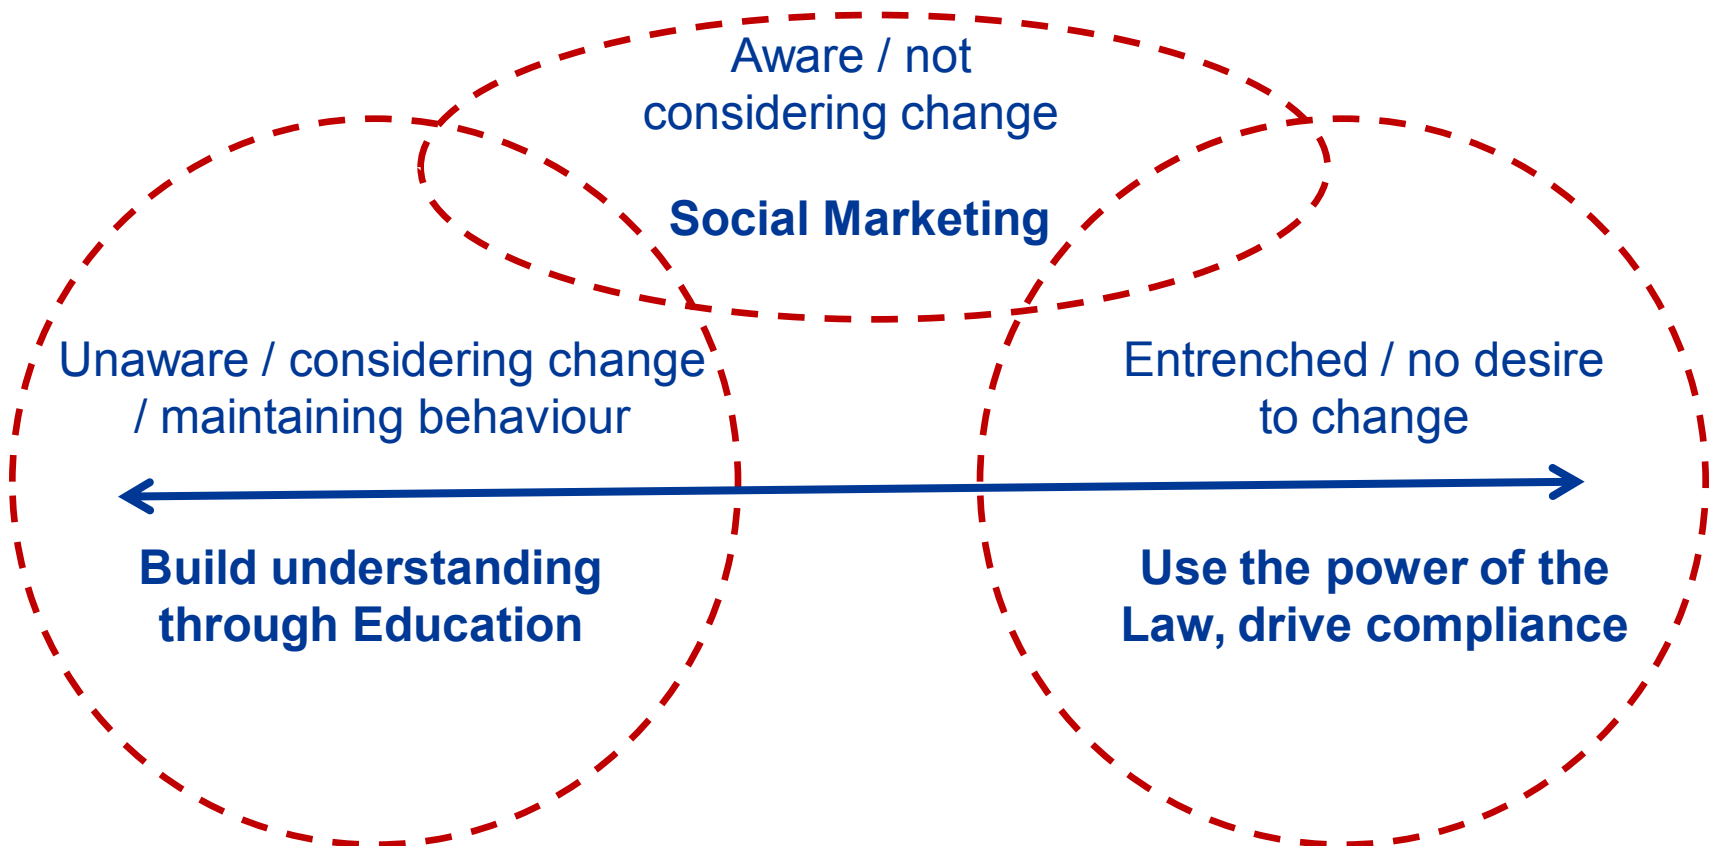 Aware / not
considering change
Social Marketing
Unaware / considering change
/ maintaining behaviour
Entrenched / no desire
to change
Build understanding
through Education
Use the power of the
Law, drive compliance